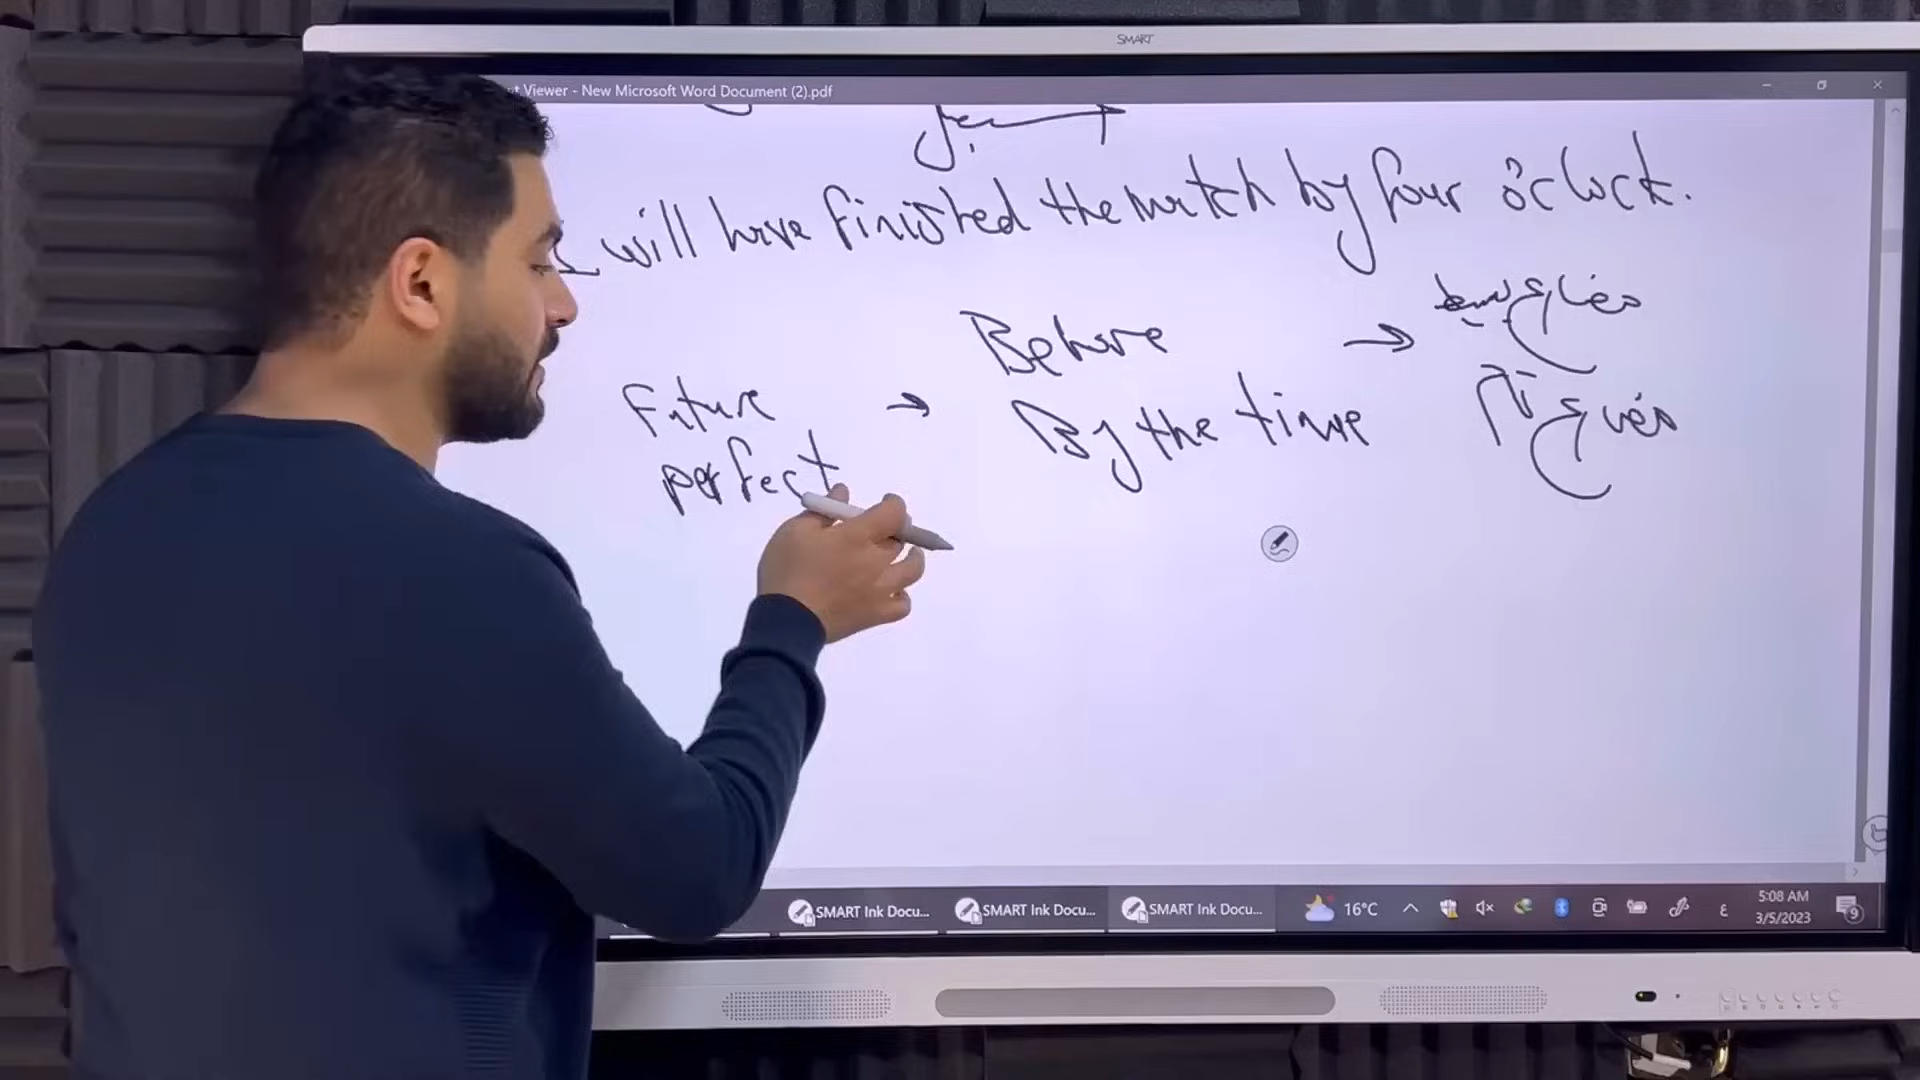 SMART
t Viewer - New Microsoft Word Document (2).pdf
will have finished the match by four o'clock.
Before →
Future perfect → By the time
مضارع تام
SMART Ink Docu... SMART Ink Docu... SMART Ink Docu... 16°C ع 5:08 AM
3/5/2023 9